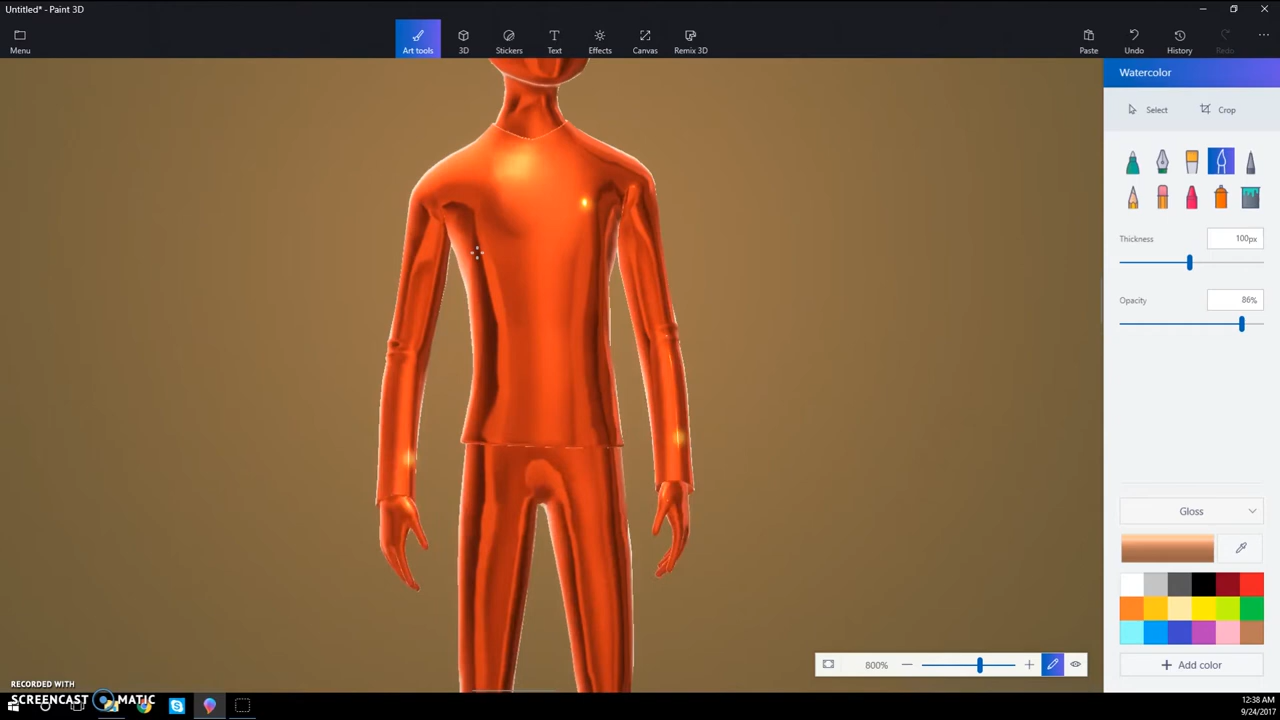 Untitled* - Paint 3D
Menu
Art tools
3D
Stickers
Text
Effects
Canvas
Remix 3D
Paste
Undo
History
Redo
Watercolor
Select
Crop
Thickness
100px
Opacity
86%
Gloss
+ Add color
800%
RECORDED WITH
SCREENCAST MATIC
12:38 AM
9/24/2017